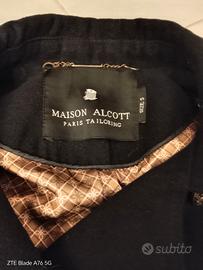 MAISON ALCOTT
PARIS TAILORING
SIZE S
ZTE Blade A76 5G
subito